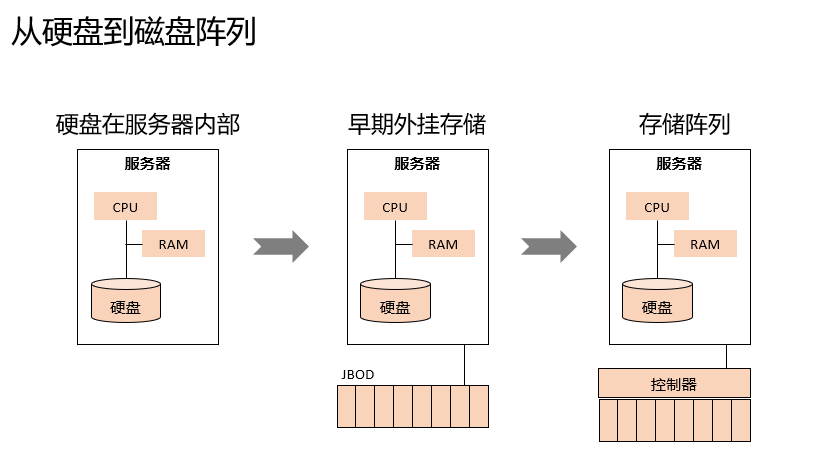 从硬盘到磁盘阵列
硬盘在服务器内部
早期外挂存储
存储阵列
服务器
服务器
服务器
CPU
CPU
CPU
RAM
RAM
RAM
硬盘
硬盘
硬盘
JBOD
控制器